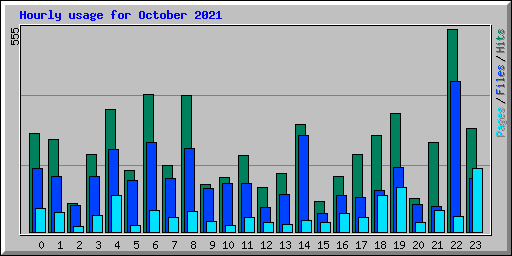 Hourly usage for October 2021
555
Pages / Files / Hits
0 1 2 3 4 5 6 7 8 9 10 11 12 13 14 15 16 17 18 19 20 21 22 23